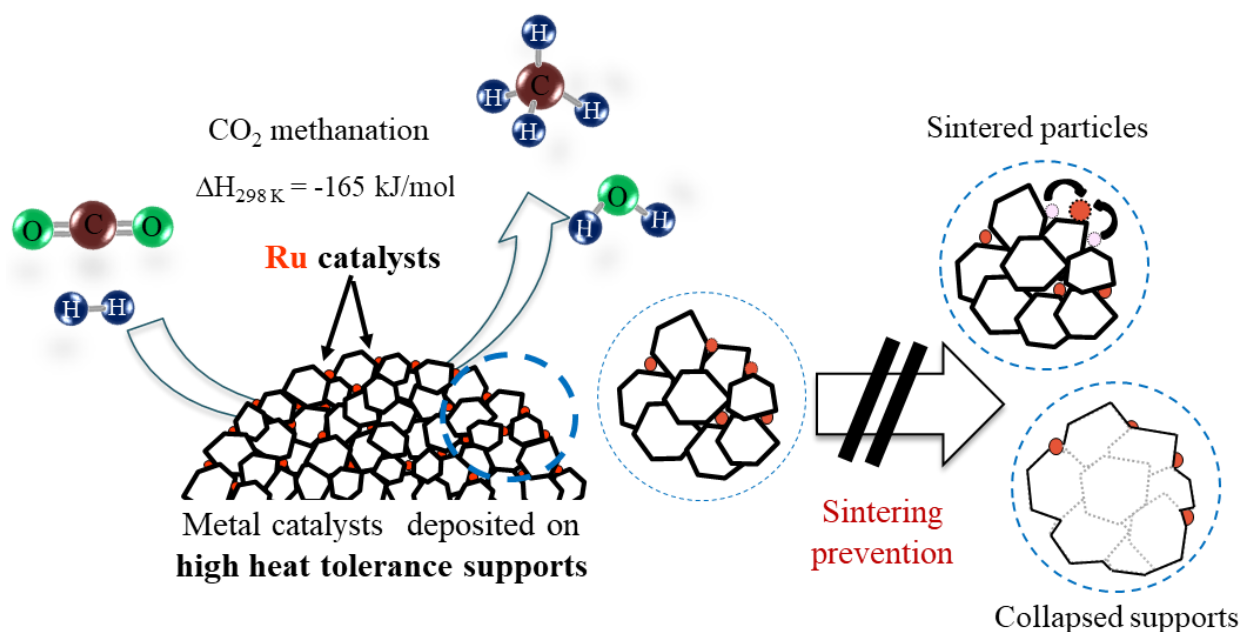 H
H
C
H
H
CO₂ methanation
ΔH₂₉₈ K = -165 kJ/mol
O
C
O
O
H
H
H
H
Ru catalysts
Sintered particles
Metal catalysts deposited on
high heat tolerance supports
Sintering
prevention
Collapsed supports